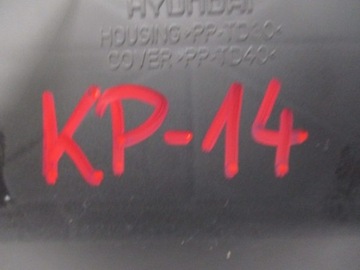 HYUNDAI
HOUSING >PP-TD40<
COVER >PP-TD40<
KP-14